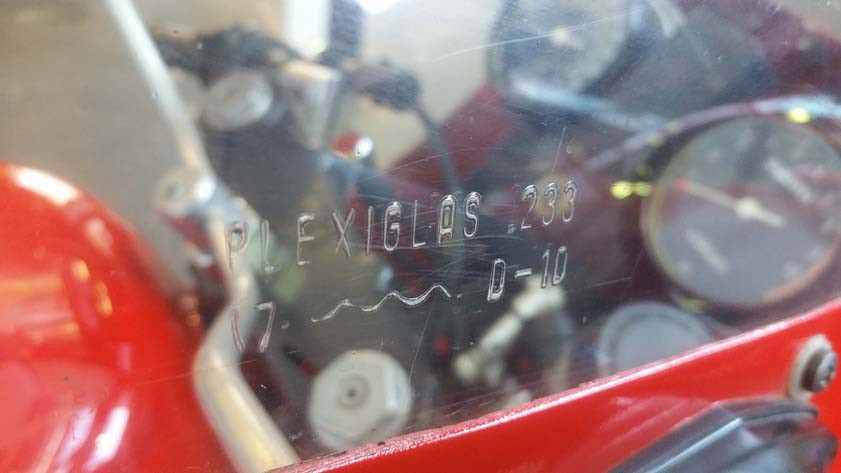 PLEXIGLAS 233
17. ~ D-10